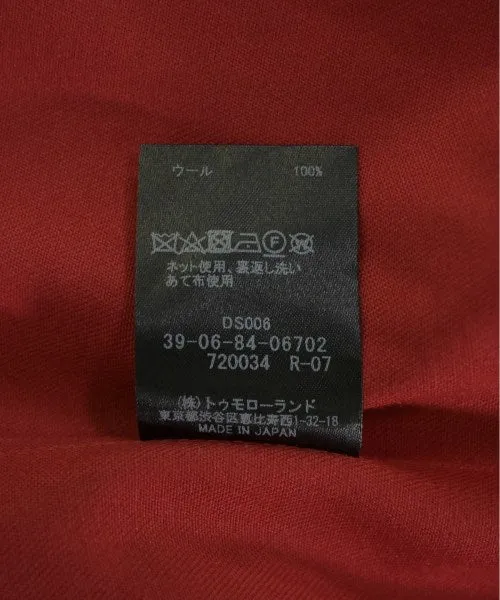 ウール 100%
F W
ネット使用、裏返し洗い
あて布使用
DS006
39-06-84-06702
720034 R-07
(株)トゥモローランド
東京都渋谷区恵比寿西1-32-18
MADE IN JAPAN